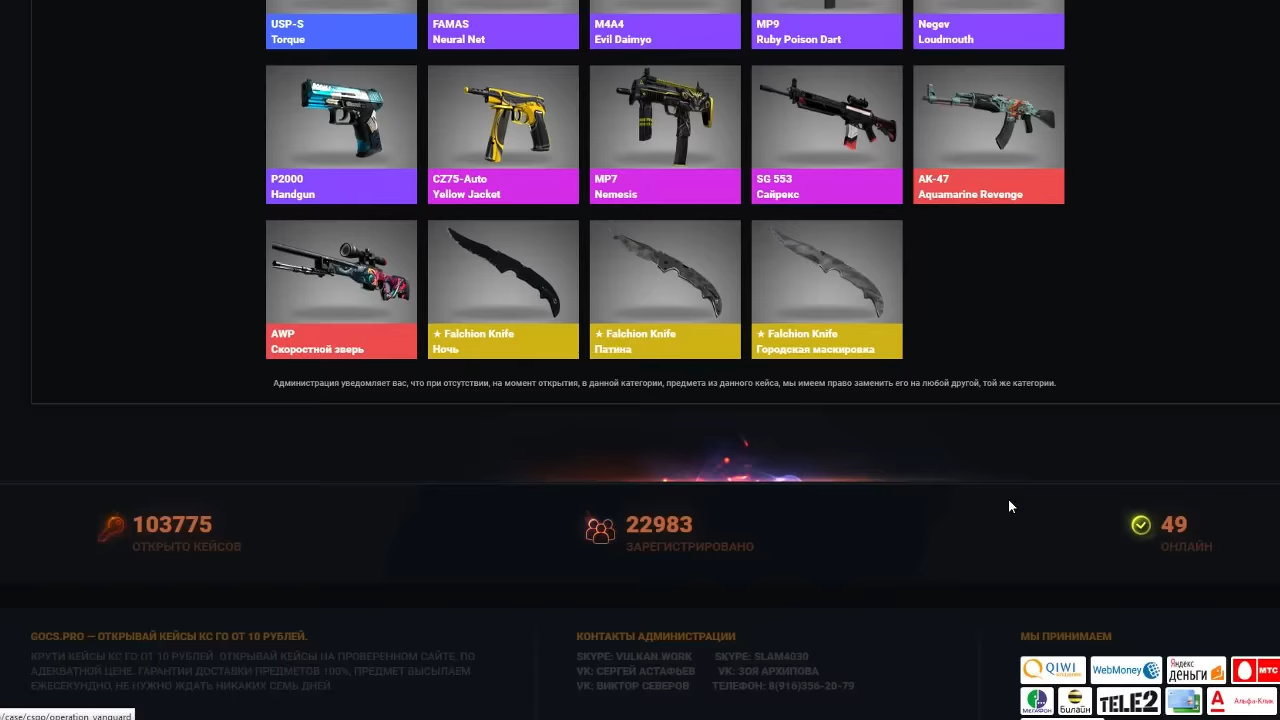 USP-S FAMAS M4A4 MP9 Negev
Torque Neural Net Evil Daimyo Ruby Poison Dart Loudmouth
P2000 CZ75-Auto MP7 SG 553 AK-47
Handgun Yellow Jacket Nemesis Сайрекс Aquamarine Revenge
AWP ★ Falchion Knife ★ Falchion Knife ★ Falchion Knife
Скоростной зверь Ночь Патина Городская маскировка
Администрация уведомляет вас, что при отсутствии, на момент открытия, в данной категории, предмета из данного кейса, мы имеем право заменить его на любой другой, той же категории.
103775 22983 49
ОТКРЫТО КЕЙСОВ ЗАРЕГИСТРИРОВАНО ОНЛАЙН
GOCS.PRO — ОТКРЫВАЙ КЕЙСЫ КС ГО ОТ 10 РУБЛЕЙ. КОНТАКТЫ АДМИНИСТРАЦИИ МЫ ПРИНИМАЕМ
КРУТИ КЕЙСЫ КС ГО ОТ 10 РУБЛЕЙ. ОТКРЫВАЙ КЕЙСЫ НА ПРОВЕРЕННОМ САЙТЕ, ПО SKYPE: VULKAN.WORK SKYPE: SLAM4030
АДЕКВАТНОЙ ЦЕНЕ. ГАРАНТИИ ДОСТАВКИ ПРЕДМЕТОВ 100%, ПРЕДМЕТ ВЫСЫЛАЕМ VK: СЕРГЕЙ АСТАФЬЕВ VK: ЗОЯ АРХИПОВА
ЕЖЕСЕКУНДНО, НЕ НУЖНО ЖДАТЬ НИКАКИХ СЕМЬ ДНЕЙ. VK: ВИКТОР СЕВЕРОВ ТЕЛЕФОН: 8(916)356-20-79
QIWI WebMoney Яндекс деньги МТС
МЕГАФОН Билайн TELE2 Альфа-Клик
/case/csgo/operation_vanguard